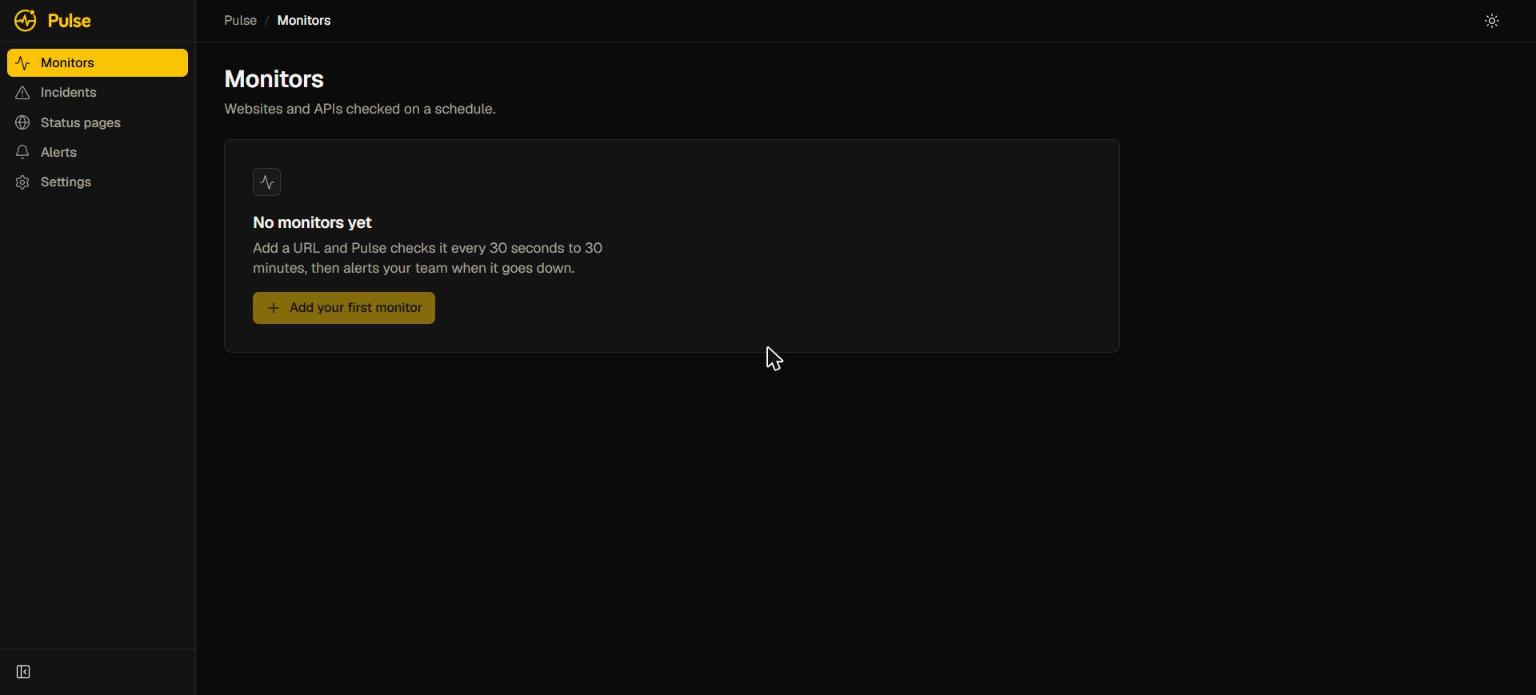 Pulse
Pulse / Monitors
Monitors
Incidents
Status pages
Alerts
Settings
Monitors
Websites and APIs checked on a schedule.
No monitors yet
Add a URL and Pulse checks it every 30 seconds to 30
minutes, then alerts your team when it goes down.
Add your first monitor